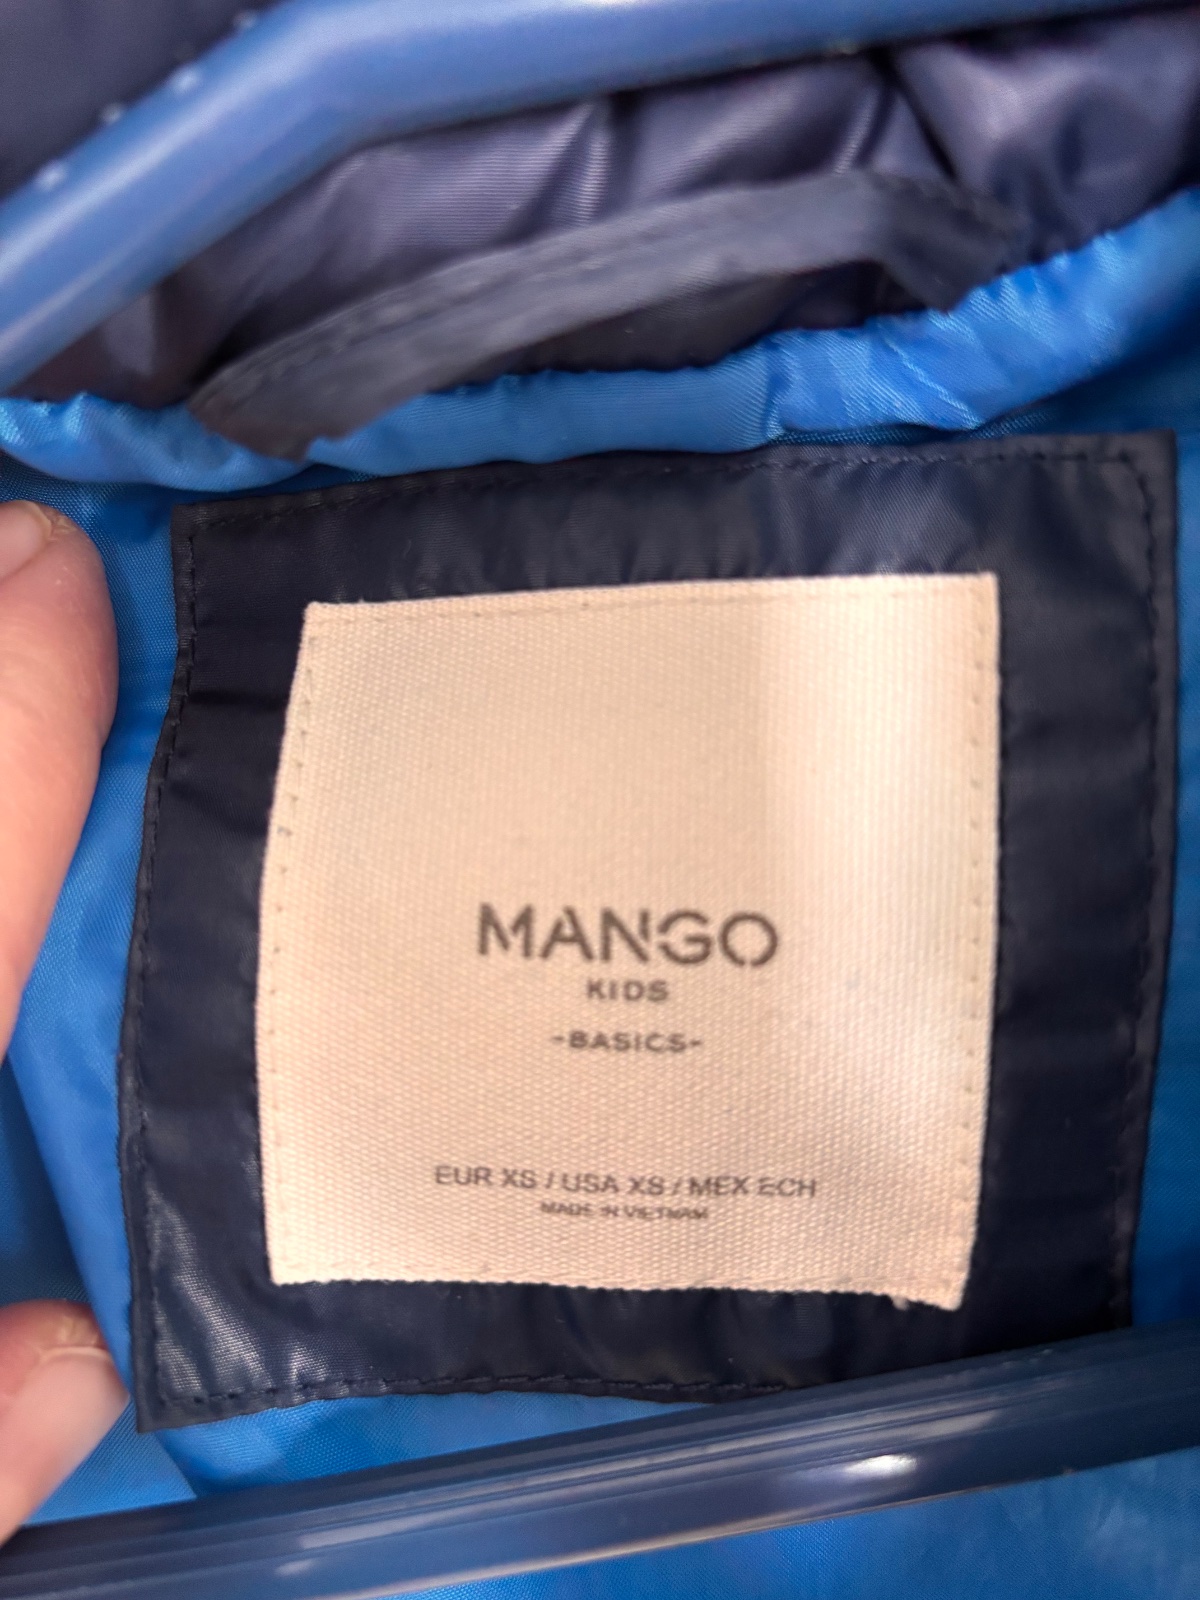 MANGO
KIDS
-BASICS-
EUR XS / USA XS / MEX ECH
MADE IN VIETNAM